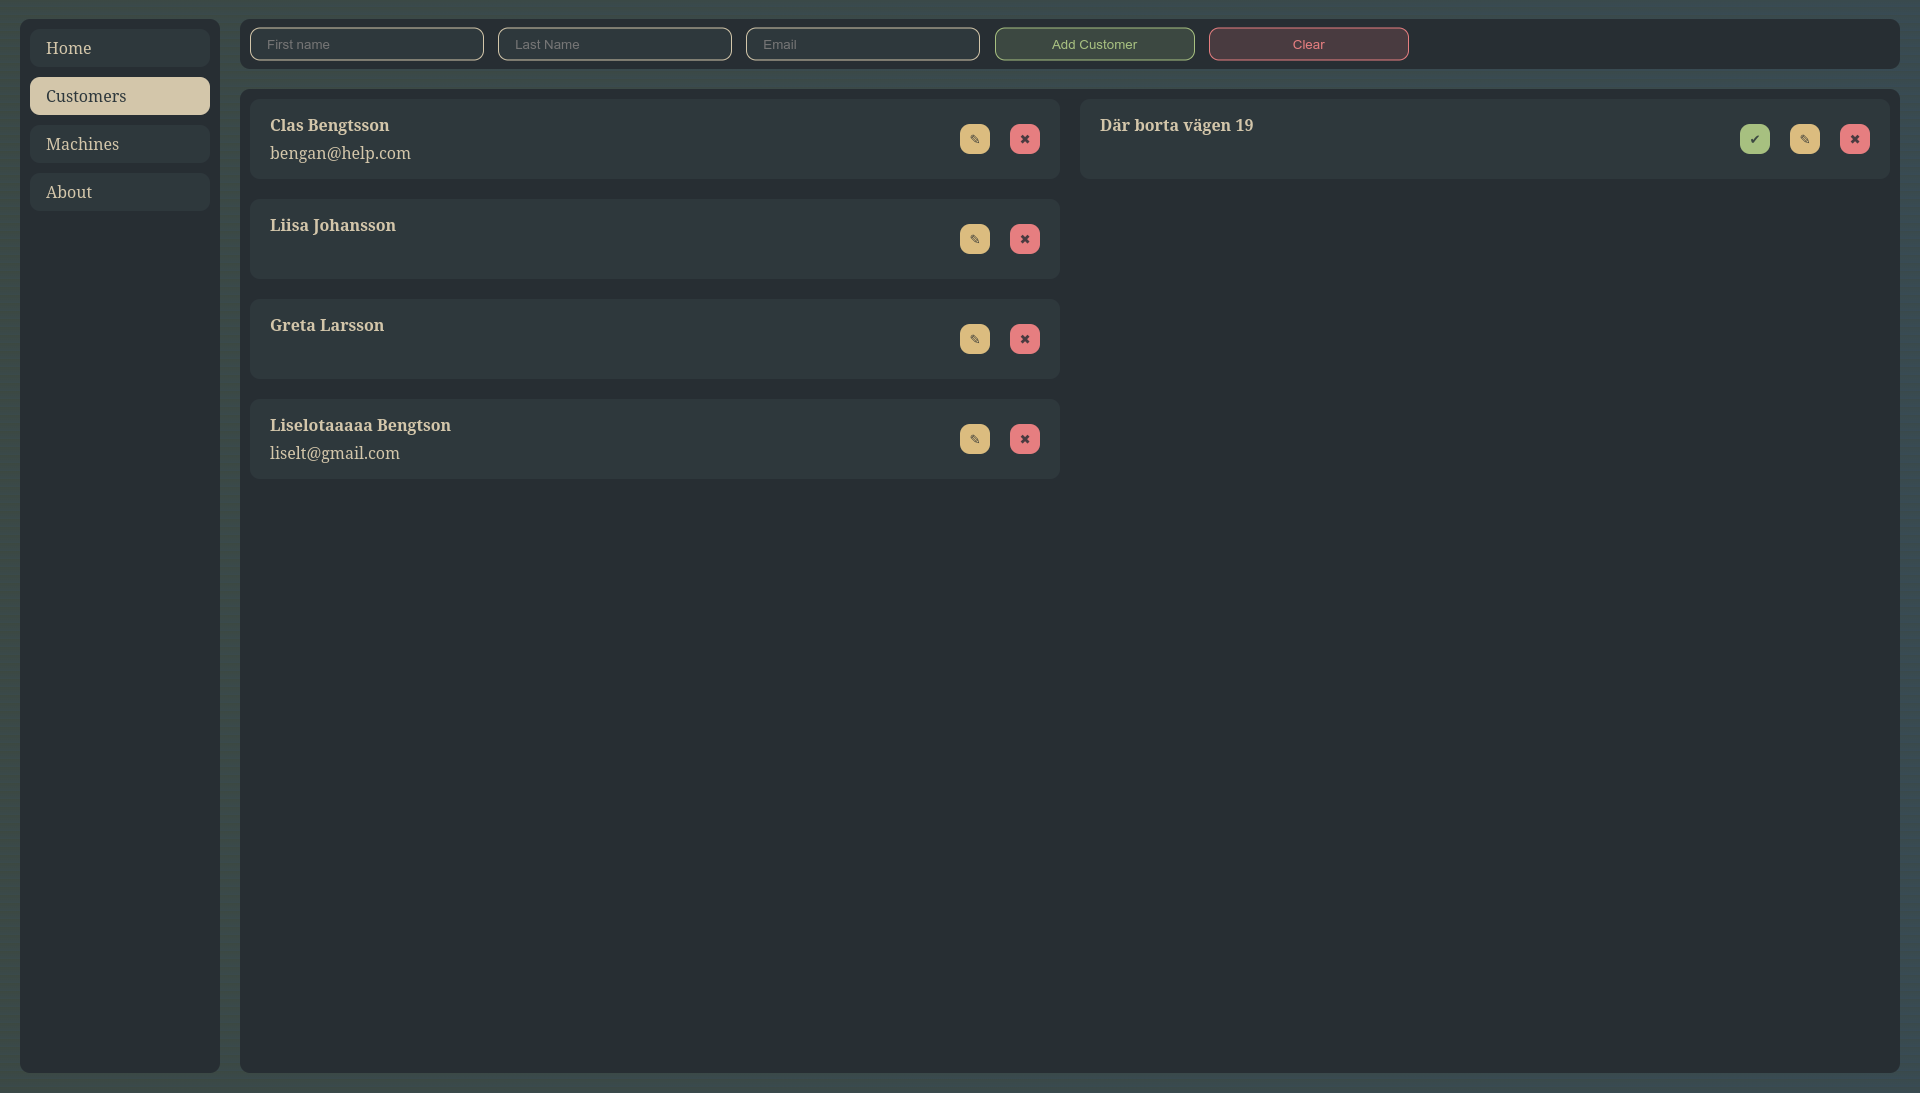 Home
Customers
Machines
About
First name
Last Name
Email
Add Customer
Clear
Clas Bengtsson
bengan@help.com
✎
✖
Liisa Johansson
✎
✖
Greta Larsson
✎
✖
Liselotaaaaa Bengtson
liselt@gmail.com
✎
✖
Där borta vägen 19
✔
✎
✖